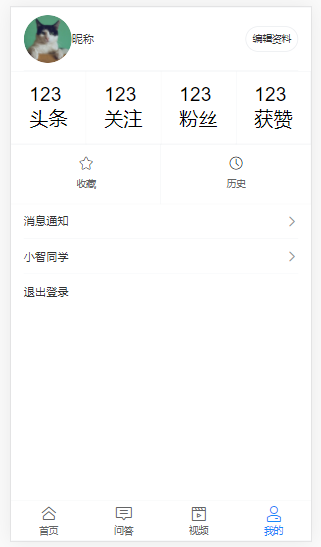 昵称
编辑资料
123 123 123 123
头条 关注 粉丝 获赞
收藏 历史
消息通知
小智同学
退出登录
首页 问答 视频 我的